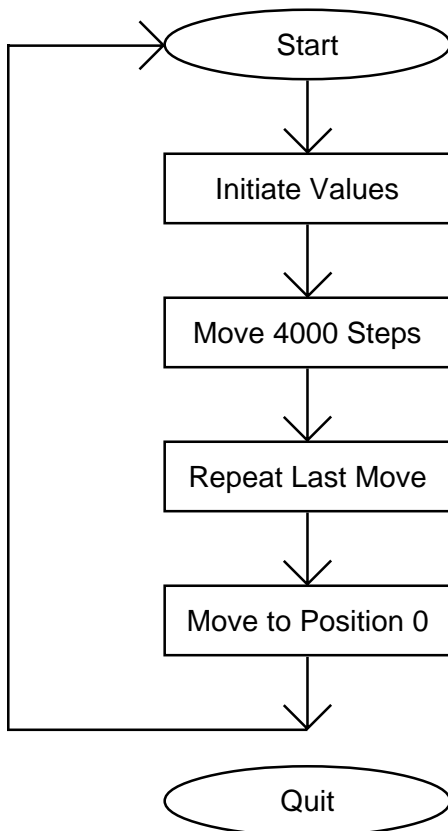 Start
Initiate Values
Move 4000 Steps
Repeat Last Move
Move to Position 0
Quit